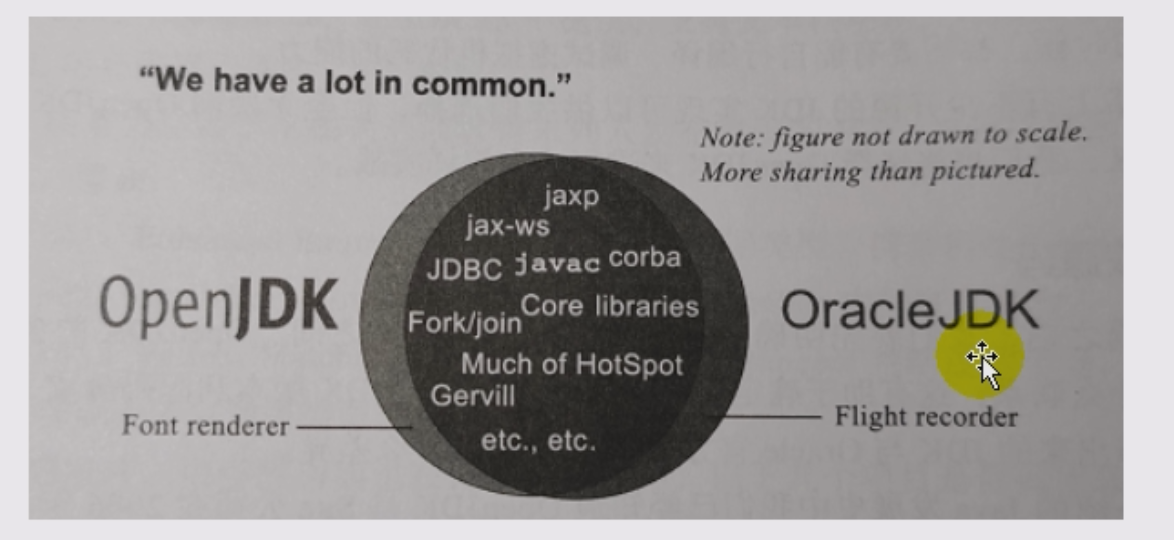 “We have a lot in common.”
Note: figure not drawn to scale.
More sharing than pictured.
jaxp
jax-ws
JDBC javac corba
Core libraries
Fork/join
Much of HotSpot
Gervill
etc., etc.
OpenJDK
OracleJDK
Font renderer
Flight recorder